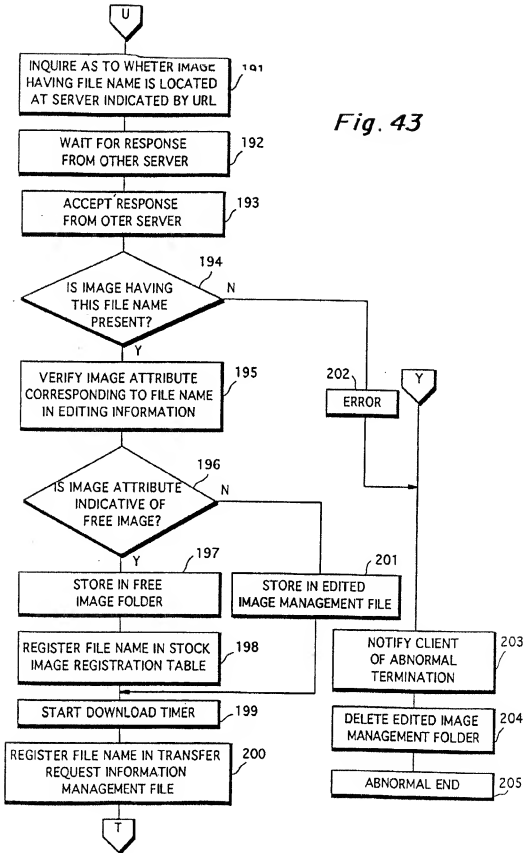 U
INQUIRE AS TO WHETER IMAGE
HAVING FILE NAME IS LOCATED
AT SERVER INDICATED BY URL
191
Fig. 43
WAIT FOR RESPONSE
FROM OTHER SERVER
192
ACCEPT RESPONSE
FROM OTER SERVER
193
194
IS IMAGE HAVING
THIS FILE NAME
PRESENT?
N
Y
VERIFY IMAGE ATTRIBUTE
CORRESPONDING TO FILE NAME
IN EDITING INFORMATION
195
202
ERROR
Y
196
IS IMAGE ATTRIBUTE
INDICATIVE OF
FREE IMAGE?
N
Y
197
STORE IN FREE
IMAGE FOLDER
201
STORE IN EDITED
IMAGE MANAGEMENT FILE
REGISTER FILE NAME IN STOCK
IMAGE REGISTRATION TABLE
198
NOTIFY CLIENT
OF ABNORMAL
TERMINATION
203
START DOWNLOAD TIMER
199
DELETE EDITED IMAGE
MANAGEMENT FOLDER
204
REGISTER FILE NAME IN TRANSFER
REQUEST INFORMATION
MANAGEMENT FILE
200
ABNORMAL END
205
T